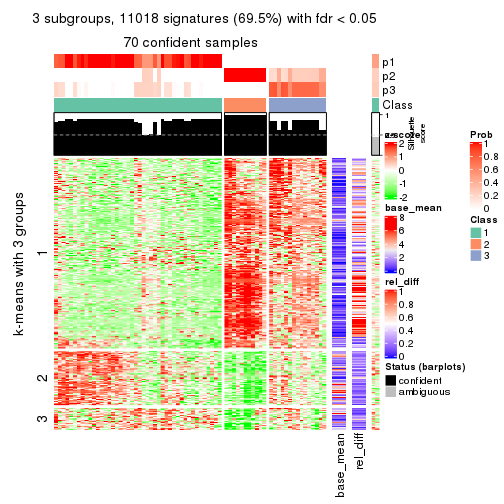 3 subgroups, 11018 signatures (69.5%) with fdr < 0.05
70 confident samples
p1
p2
p3
Class
1
Silhouette
score
k-means with 3 groups
1
2
3
base_mean
rel_diff
z-score
2
1
0
-1
-2
base_mean
8
6
4
2
0
rel_diff
1
0.8
0.6
0.4
0.2
0
Status (barplots)
confident
ambiguous
Prob
1
0.8
0.6
0.4
0.2
0
Class
1
2
3